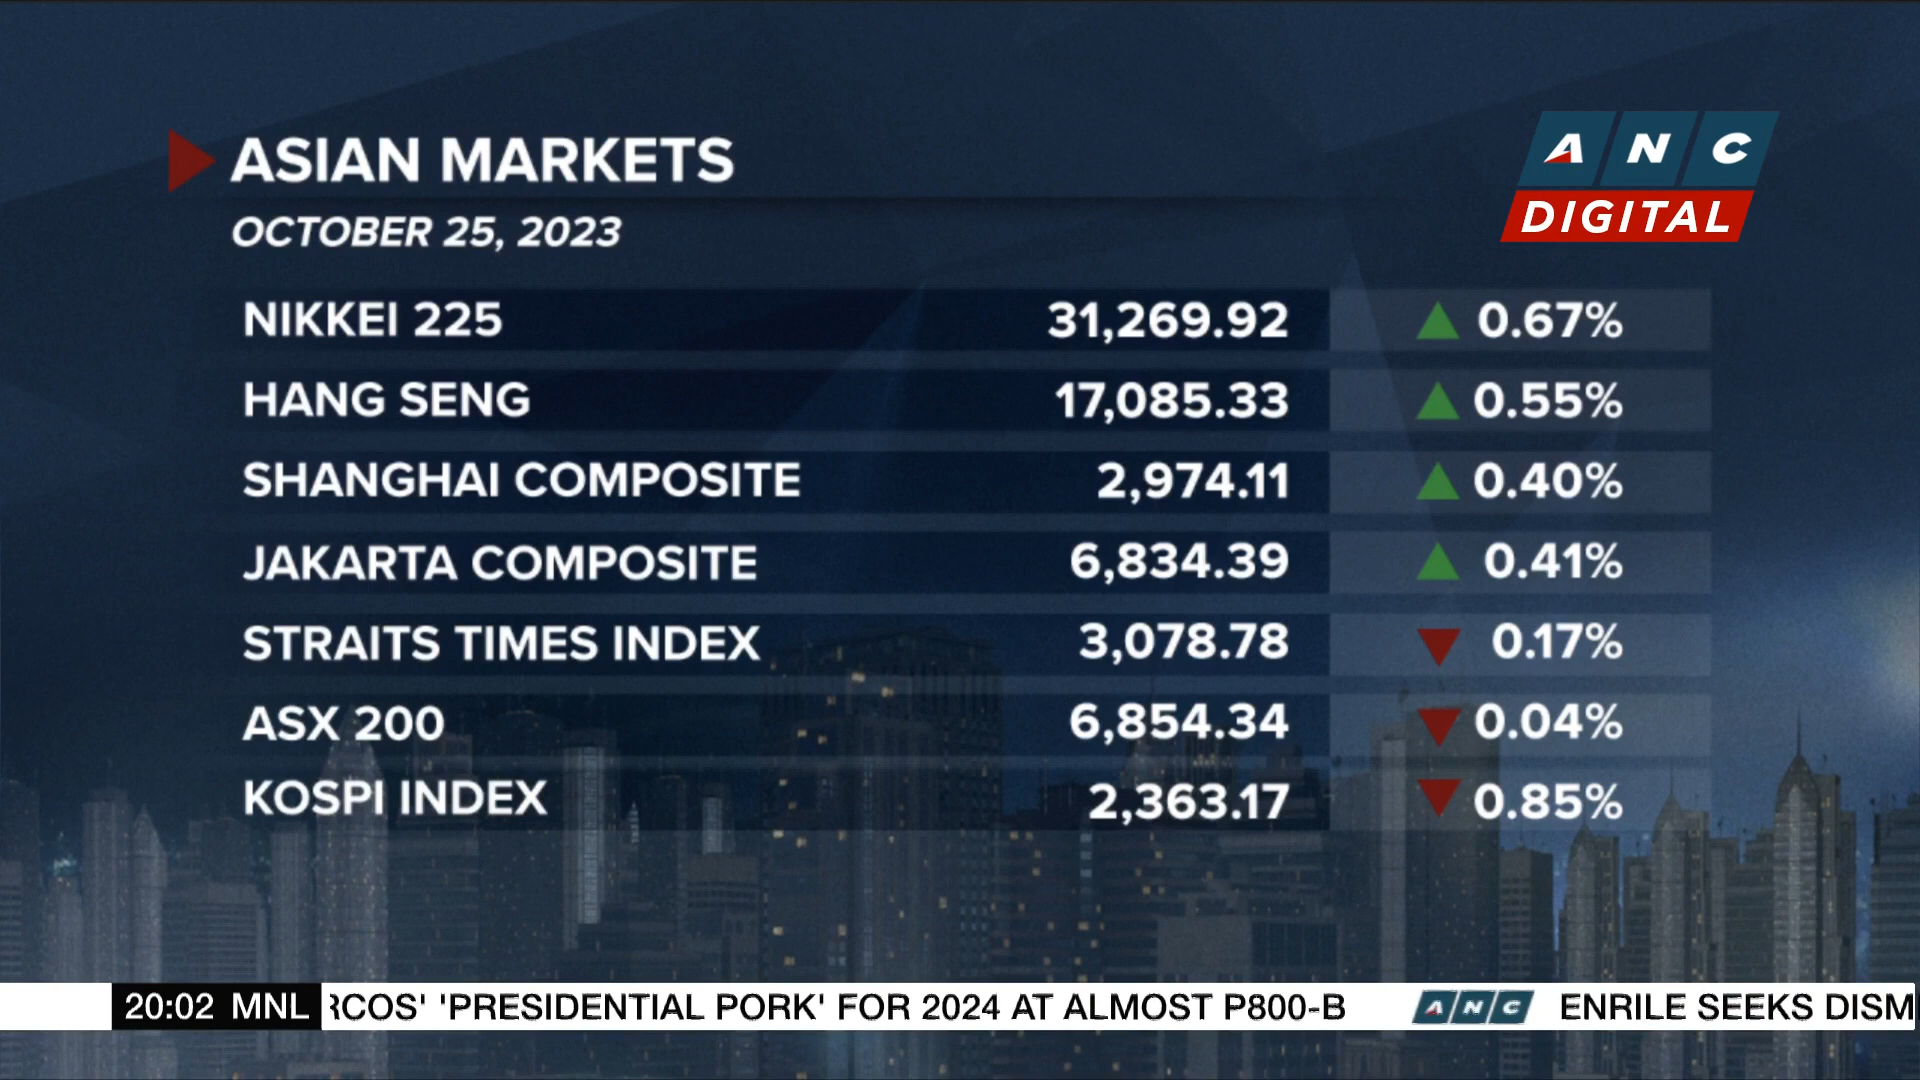 ASIAN MARKETS
OCTOBER 25, 2023
ANC
DIGITAL
NIKKEI 225 31,269.92 0.67%
HANG SENG 17,085.33 0.55%
SHANGHAI COMPOSITE 2,974.11 0.40%
JAKARTA COMPOSITE 6,834.39 0.41%
STRAITS TIMES INDEX 3,078.78 0.17%
ASX 200 6,854.34 0.04%
KOSPI INDEX 2,363.17 0.85%
20:02 MNL RCOS' 'PRESIDENTIAL PORK' FOR 2024 AT ALMOST P800-B ANC ENRILE SEEKS DISM